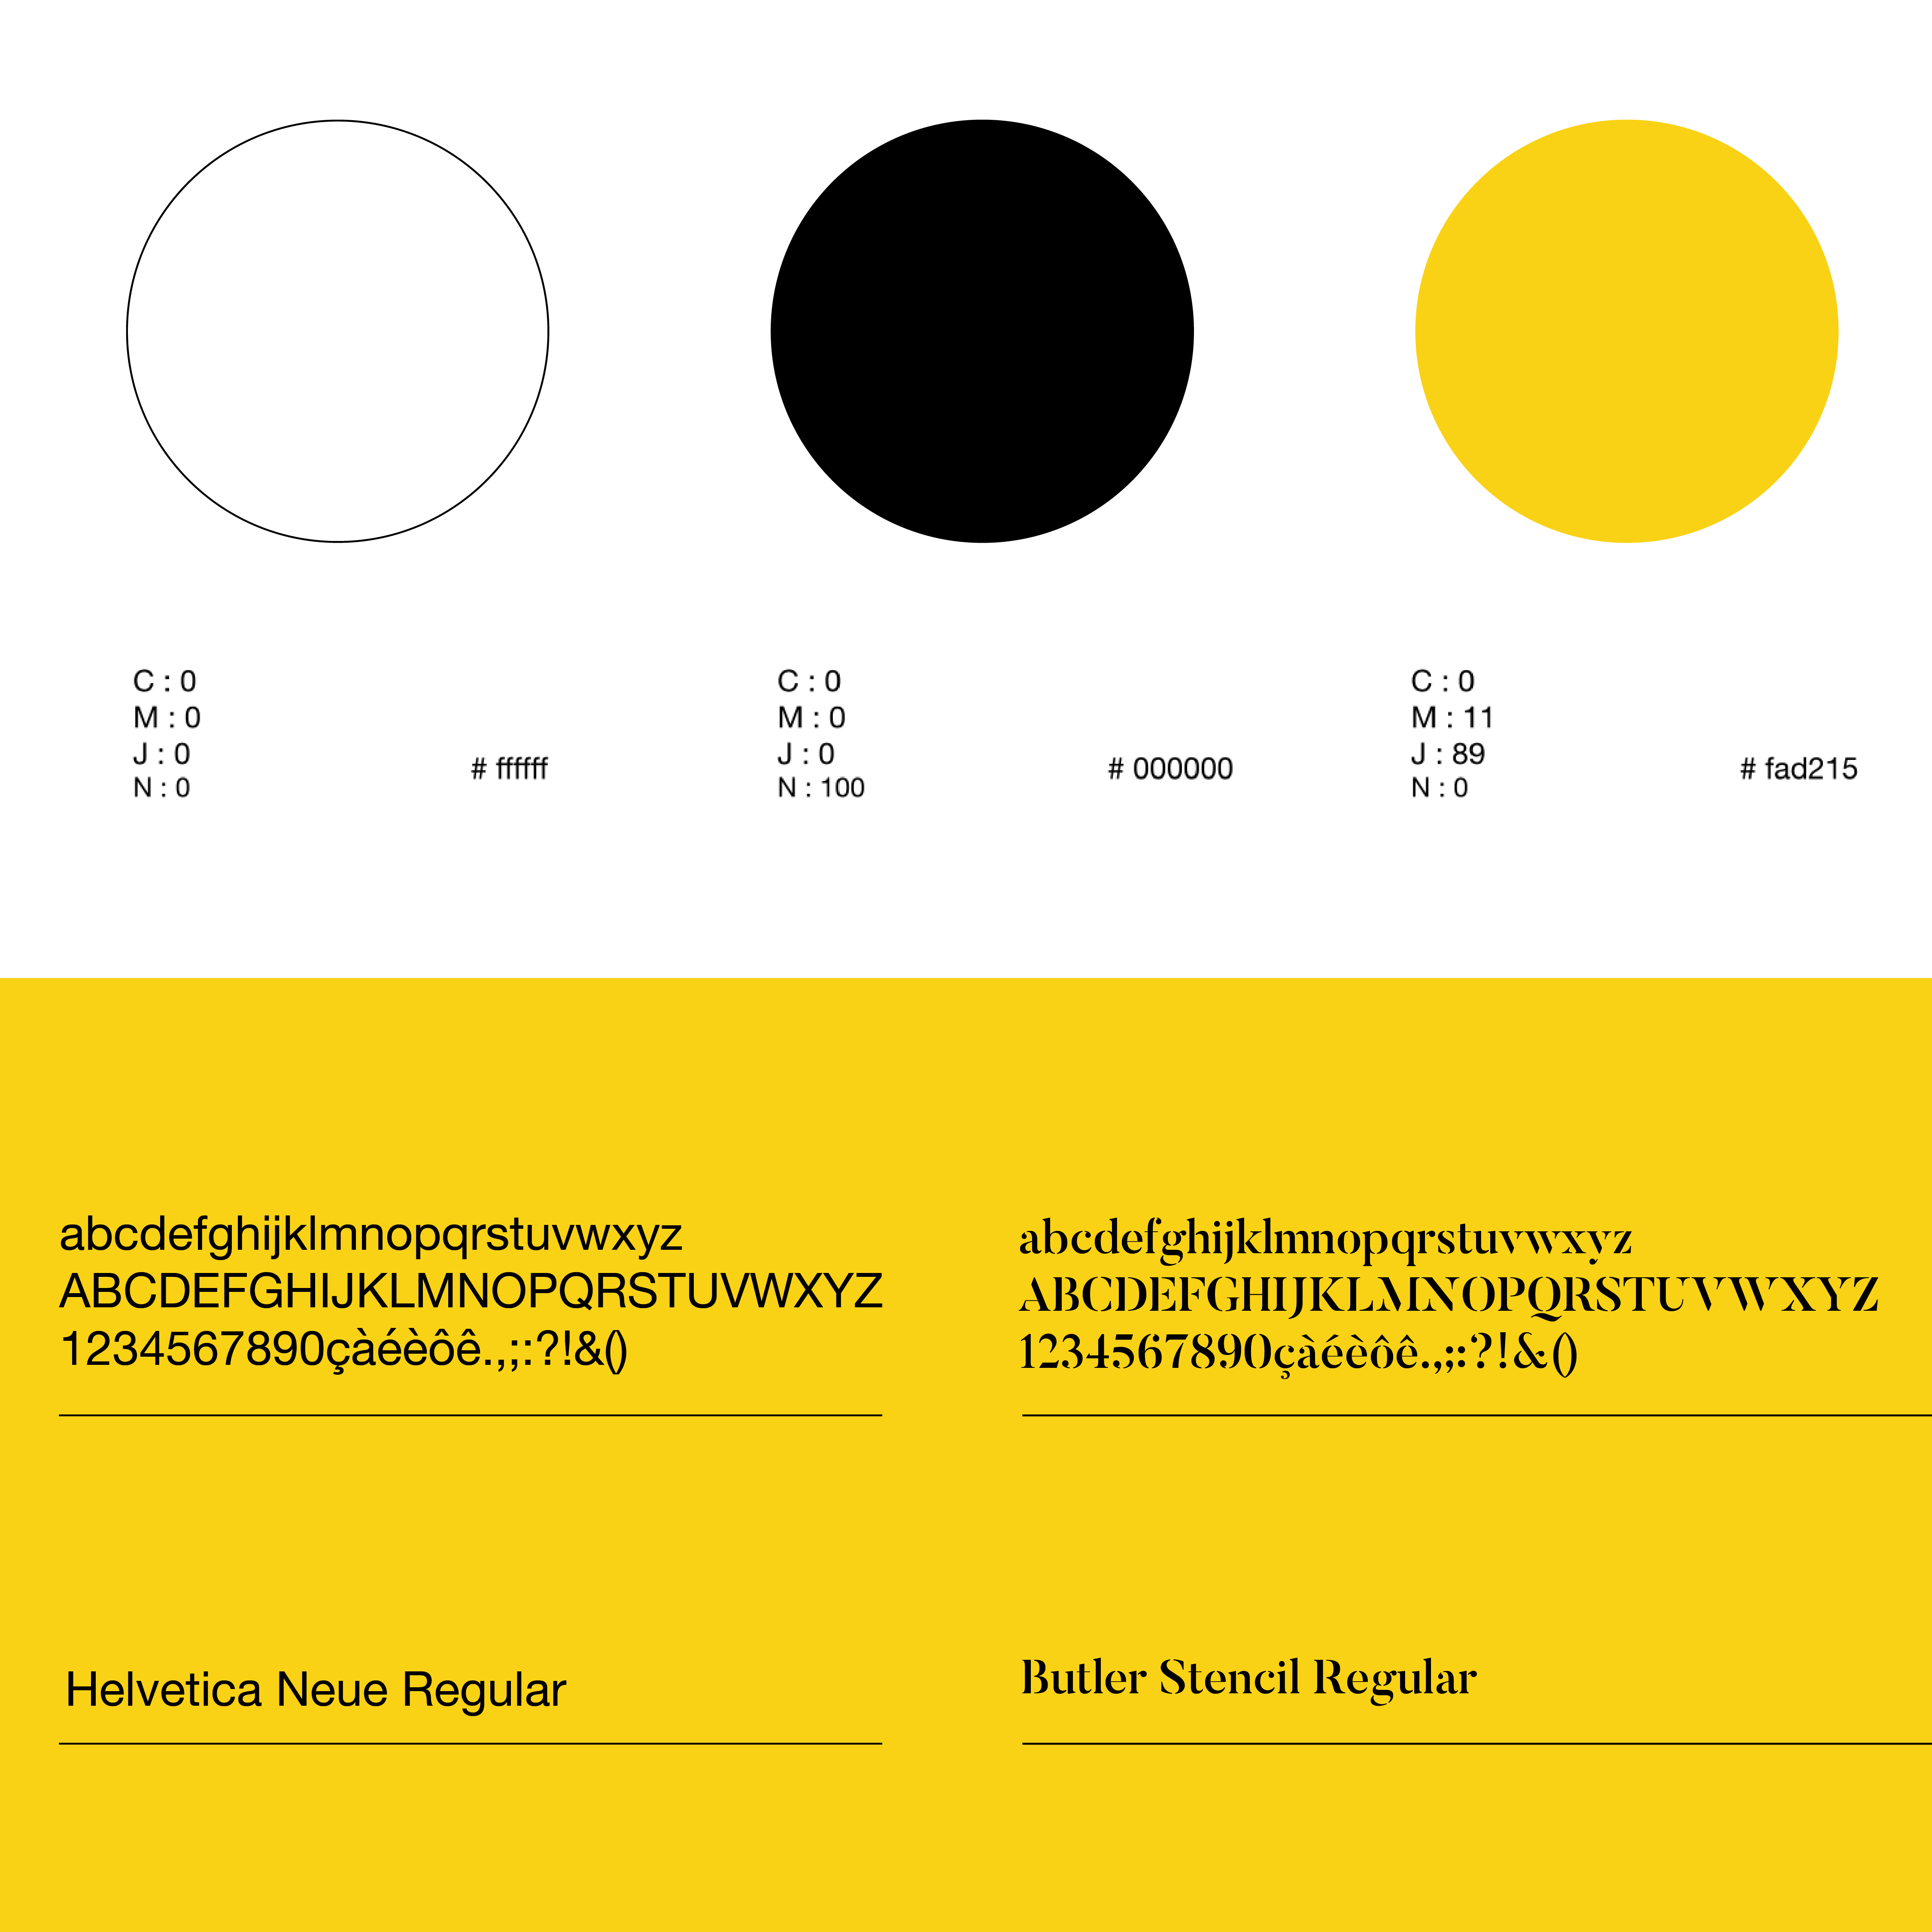 C : 0
M : 0
J : 0
N : 0
# ffffff
C : 0
M : 0
J : 0
N : 100
# 000000
C : 0
M : 11
J : 89
N : 0
# fad215
abcdefghijklmnopqrstuvwxyz
ABCDEFGHIJKLMNOPQRSTUVWXYZ
1234567890çàéèôê.,;:?!&()
Helvetica Neue Regular
abcdefghijklmnopqrstuvwxyz
ABCDEFGHIJKLMNOPQRSTUVWXYZ
1234567890çàéèôê.,;:?!&()
Butler Stencil Regular